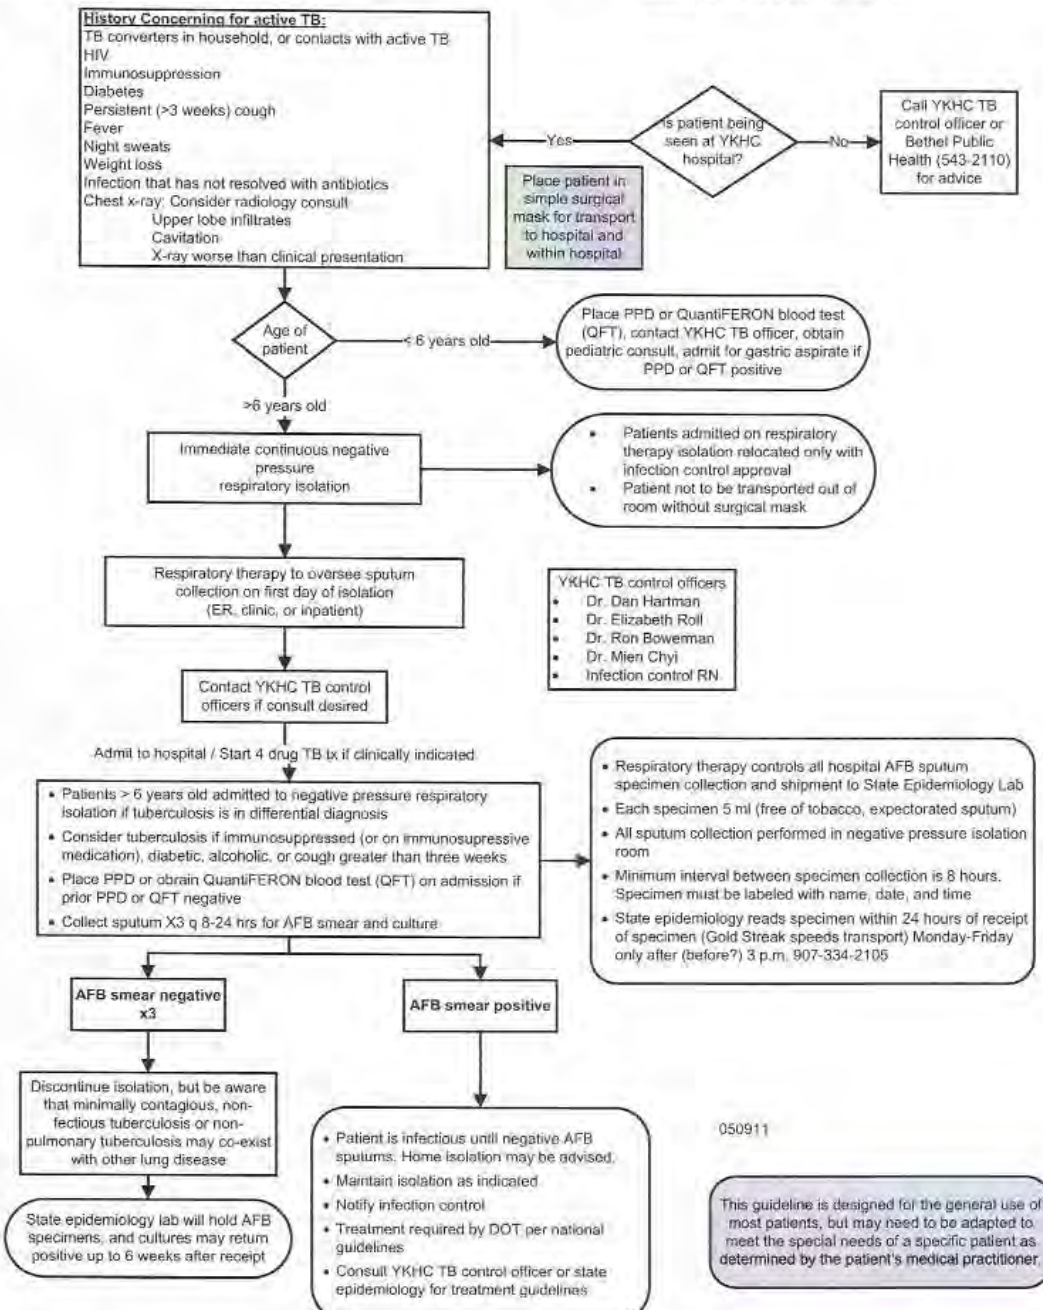 History Concerning for active TB:
TB converters in household, or contacts with active TB
HIV
Immunosuppression
Diabetes
Persistent (>3 weeks) cough
Fever
Night sweats
Weight loss
Infection that has not resolved with antibiotics
Chest x-ray: Consider radiology consult
Upper lobe infiltrates
Cavitation
X-ray worse than clinical presentation
Yes
Is patient being
seen at YKHC
hospital?
No
Call YKHC TB
control officer or
Bethel Public
Health (543-2110)
for advice
Place patient in
simple surgical
mask for transport
to hospital and
within hospital
Age of
patient
< 6 years old
Place PPD or QuantiFERON blood test
(QFT), contact YKHC TB officer, obtain
pediatric consult, admit for gastric aspirate if
PPD or QFT positive
>6 years old
Immediate continuous negative
pressure
respiratory isolation
• Patients admitted on respiratory
therapy isolation relocated only with
infection control approval
• Patient not to be transported out of
room without surgical mask
Respiratory therapy to oversee sputum
collection on first day of isolation
(ER, clinic, or inpatient)
YKHC TB control officers
• Dr. Dan Hartman
• Dr. Elizabeth Roll
• Dr. Ron Bowerman
• Dr. Mien Chyi
• Infection control RN
Contact YKHC TB control
officers if consult desired
Admit to hospital / Start 4 drug TB tx if clinically indicated
• Patients > 6 years old admitted to negative pressure respiratory
isolation if tuberculosis is in differential diagnosis
• Consider tuberculosis if immunosuppressed (or on immunosupressive
medication), diabetic, alcoholic, or cough greater than three weeks
• Place PPD or obrain QuantiFERON blood test (QFT) on admission if
prior PPD or QFT negative
• Collect sputum X3 q 8-24 hrs for AFB smear and culture
• Respiratory therapy controls all hospital AFB sputum
specimen collection and shipment to State Epidemiology Lab
• Each specimen 5 ml (free of tobacco, expectorated sputum)
• All sputum collection performed in negative pressure isolation
room
• Minimum interval between specimen collection is 8 hours.
Specimen must be labeled with name, date, and time
• State epidemiology reads specimen within 24 hours of receipt
of specimen (Gold Streak speeds transport) Monday-Friday
only after (before?) 3 p.m. 907-334-2105
AFB smear negative
x3
AFB smear positive
Discontinue isolation, but be aware
that minimally contagious, non-
fectious tuberculosis or non-
pulmonary tuberculosis may co-exist
with other lung disease
State epidemiology lab will hold AFB
specimens, and cultures may return
positive up to 6 weeks after receipt
• Patient is infectious until negative AFB
sputums. Home isolation may be advised.
• Maintain isolation as indicated
• Notify infection control
• Treatment required by DOT per national
guidelines
• Consult YKHC TB control officer or state
epidemiology for treatment guidelines
050911
This guideline is designed for the general use of
most patients, but may need to be adapted to
meet the special needs of a specific patient as
determined by the patient's medical practitioner.